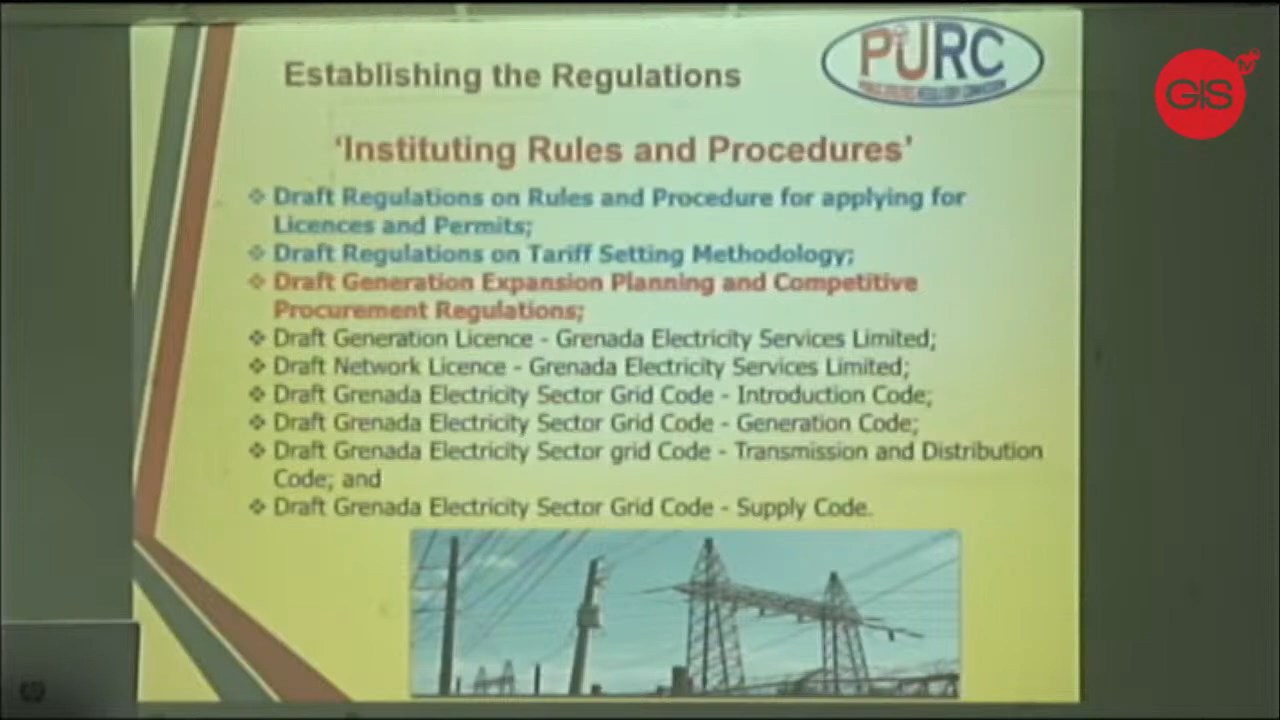 Establishing the Regulations
PURC
GIS
tv
'Instituting Rules and Procedures'
Draft Regulations on Rules and Procedure for applying for
Licences and Permits;
Draft Regulations on Tariff Setting Methodology;
Draft Generation Expansion Planning and Competitive
Procurement Regulations;
Draft Generation Licence - Grenada Electricity Services Limited;
Draft Network Licence - Grenada Electricity Services Limited;
Draft Grenada Electricity Sector Grid Code - Introduction Code;
Draft Grenada Electricity Sector Grid Code - Generation Code;
Draft Grenada Electricity Sector grid Code - Transmission and Distribution
Code; and
Draft Grenada Electricity Sector Grid Code - Supply Code.